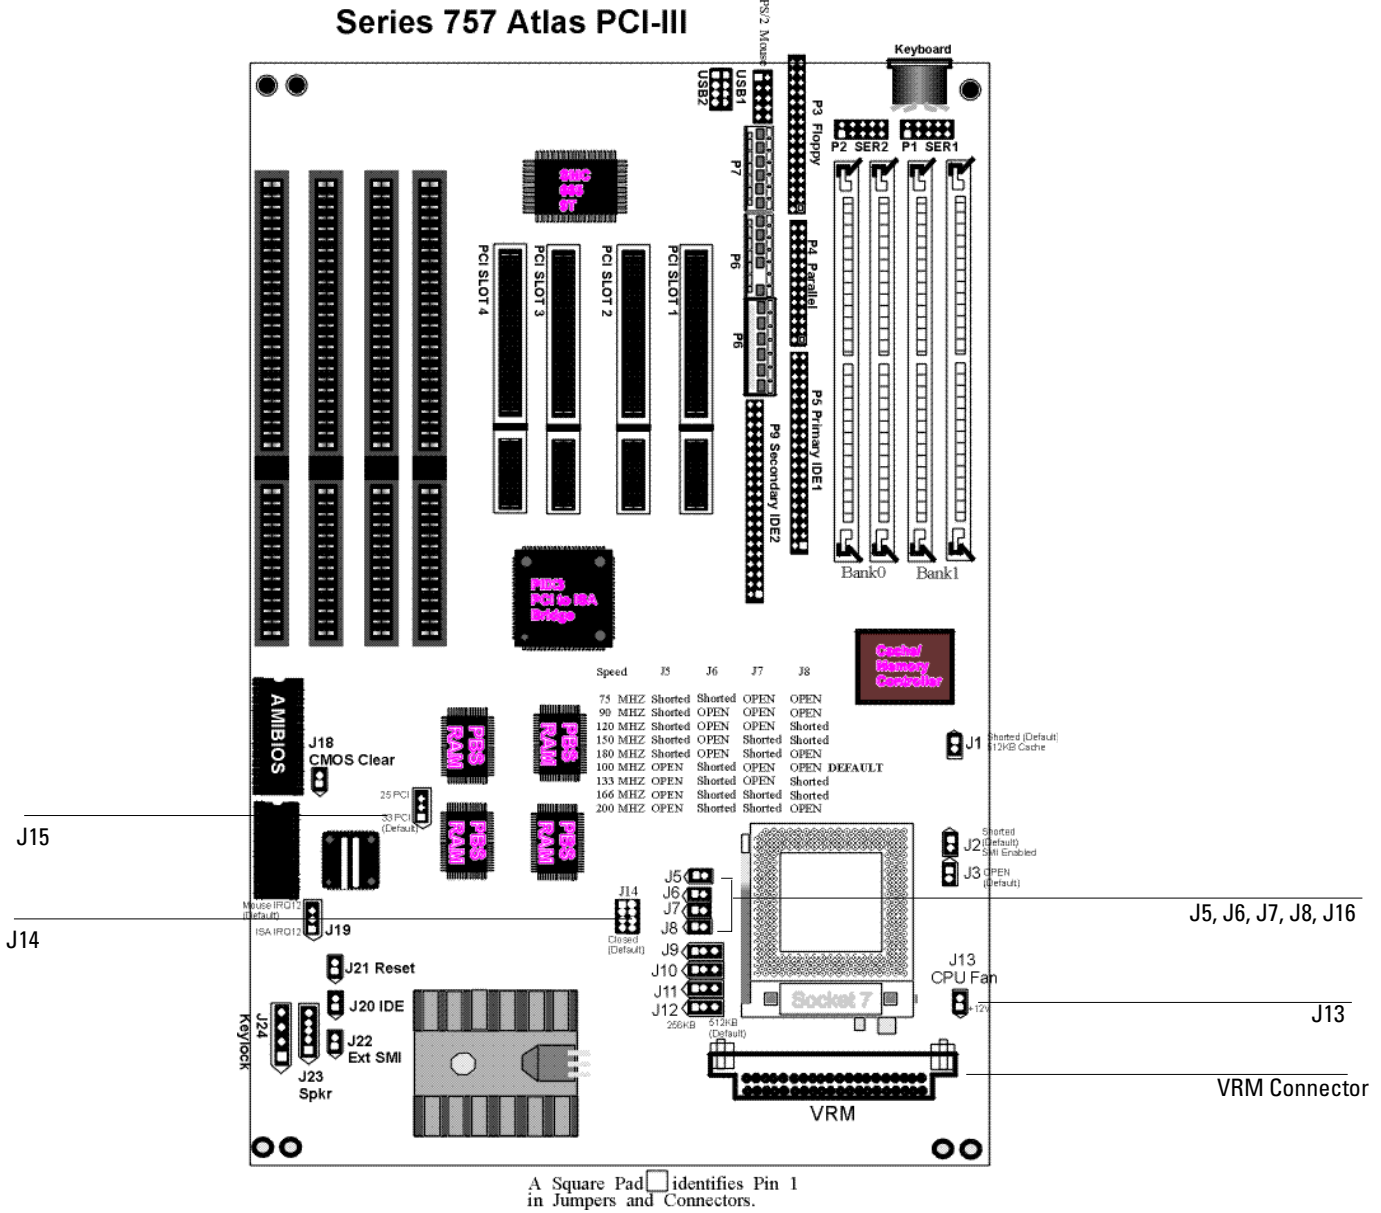 Series 757 Atlas PCI-III
PS/2 Mouse
Keyboard
USB2
USB1
P3 Floppy
P2 SER2
P1 SER1
P7
SMC
ST
PCI SLOT 4
PCI SLOT 3
PCI SLOT 2
PCI SLOT 1
P6
P4 Parallel
P6
P5 Primary IDE1
P9 Secondary IDE2
Bank0
Bank1
PIIX3
PCI to ISA
Bridge
Cache/
Memory
Controller
Speed J5 J6 J7 J8
75 MHZ Shorted Shorted OPEN OPEN
90 MHZ Shorted OPEN OPEN OPEN
120 MHZ Shorted OPEN OPEN Shorted
150 MHZ Shorted OPEN Shorted Shorted
180 MHZ Shorted OPEN Shorted OPEN
100 MHZ OPEN Shorted OPEN OPEN DEFAULT
133 MHZ OPEN Shorted OPEN Shorted
166 MHZ OPEN Shorted Shorted Shorted
200 MHZ OPEN Shorted Shorted OPEN
AMIBIOS
J18
CMOS Clear
PBS
RAM
PBS
RAM
J1
Shorted (Default)
512KB Cache
25 PCI
33 PCI
(Default)
J15
PBS
RAM
PBS
RAM
J2
Shorted
(Default)
SMI Enabled
J3
OPEN
(Default)
J5
J6
J7
J8
J5, J6, J7, J8, J16
J14
Closed
(Default)
Mouse IRQ12
(Default)
ISA IRQ12
J19
J14
J9
J10
J11
J12
256KB
512KB
(Default)
J21 Reset
J20 IDE
J22
Ext SMI
J24
Keylock
J23
Spkr
Socket 7
J13
CPU Fan
+12V
J13
VRM Connector
VRM
A Square Pad identifies Pin 1
in Jumpers and Connectors.